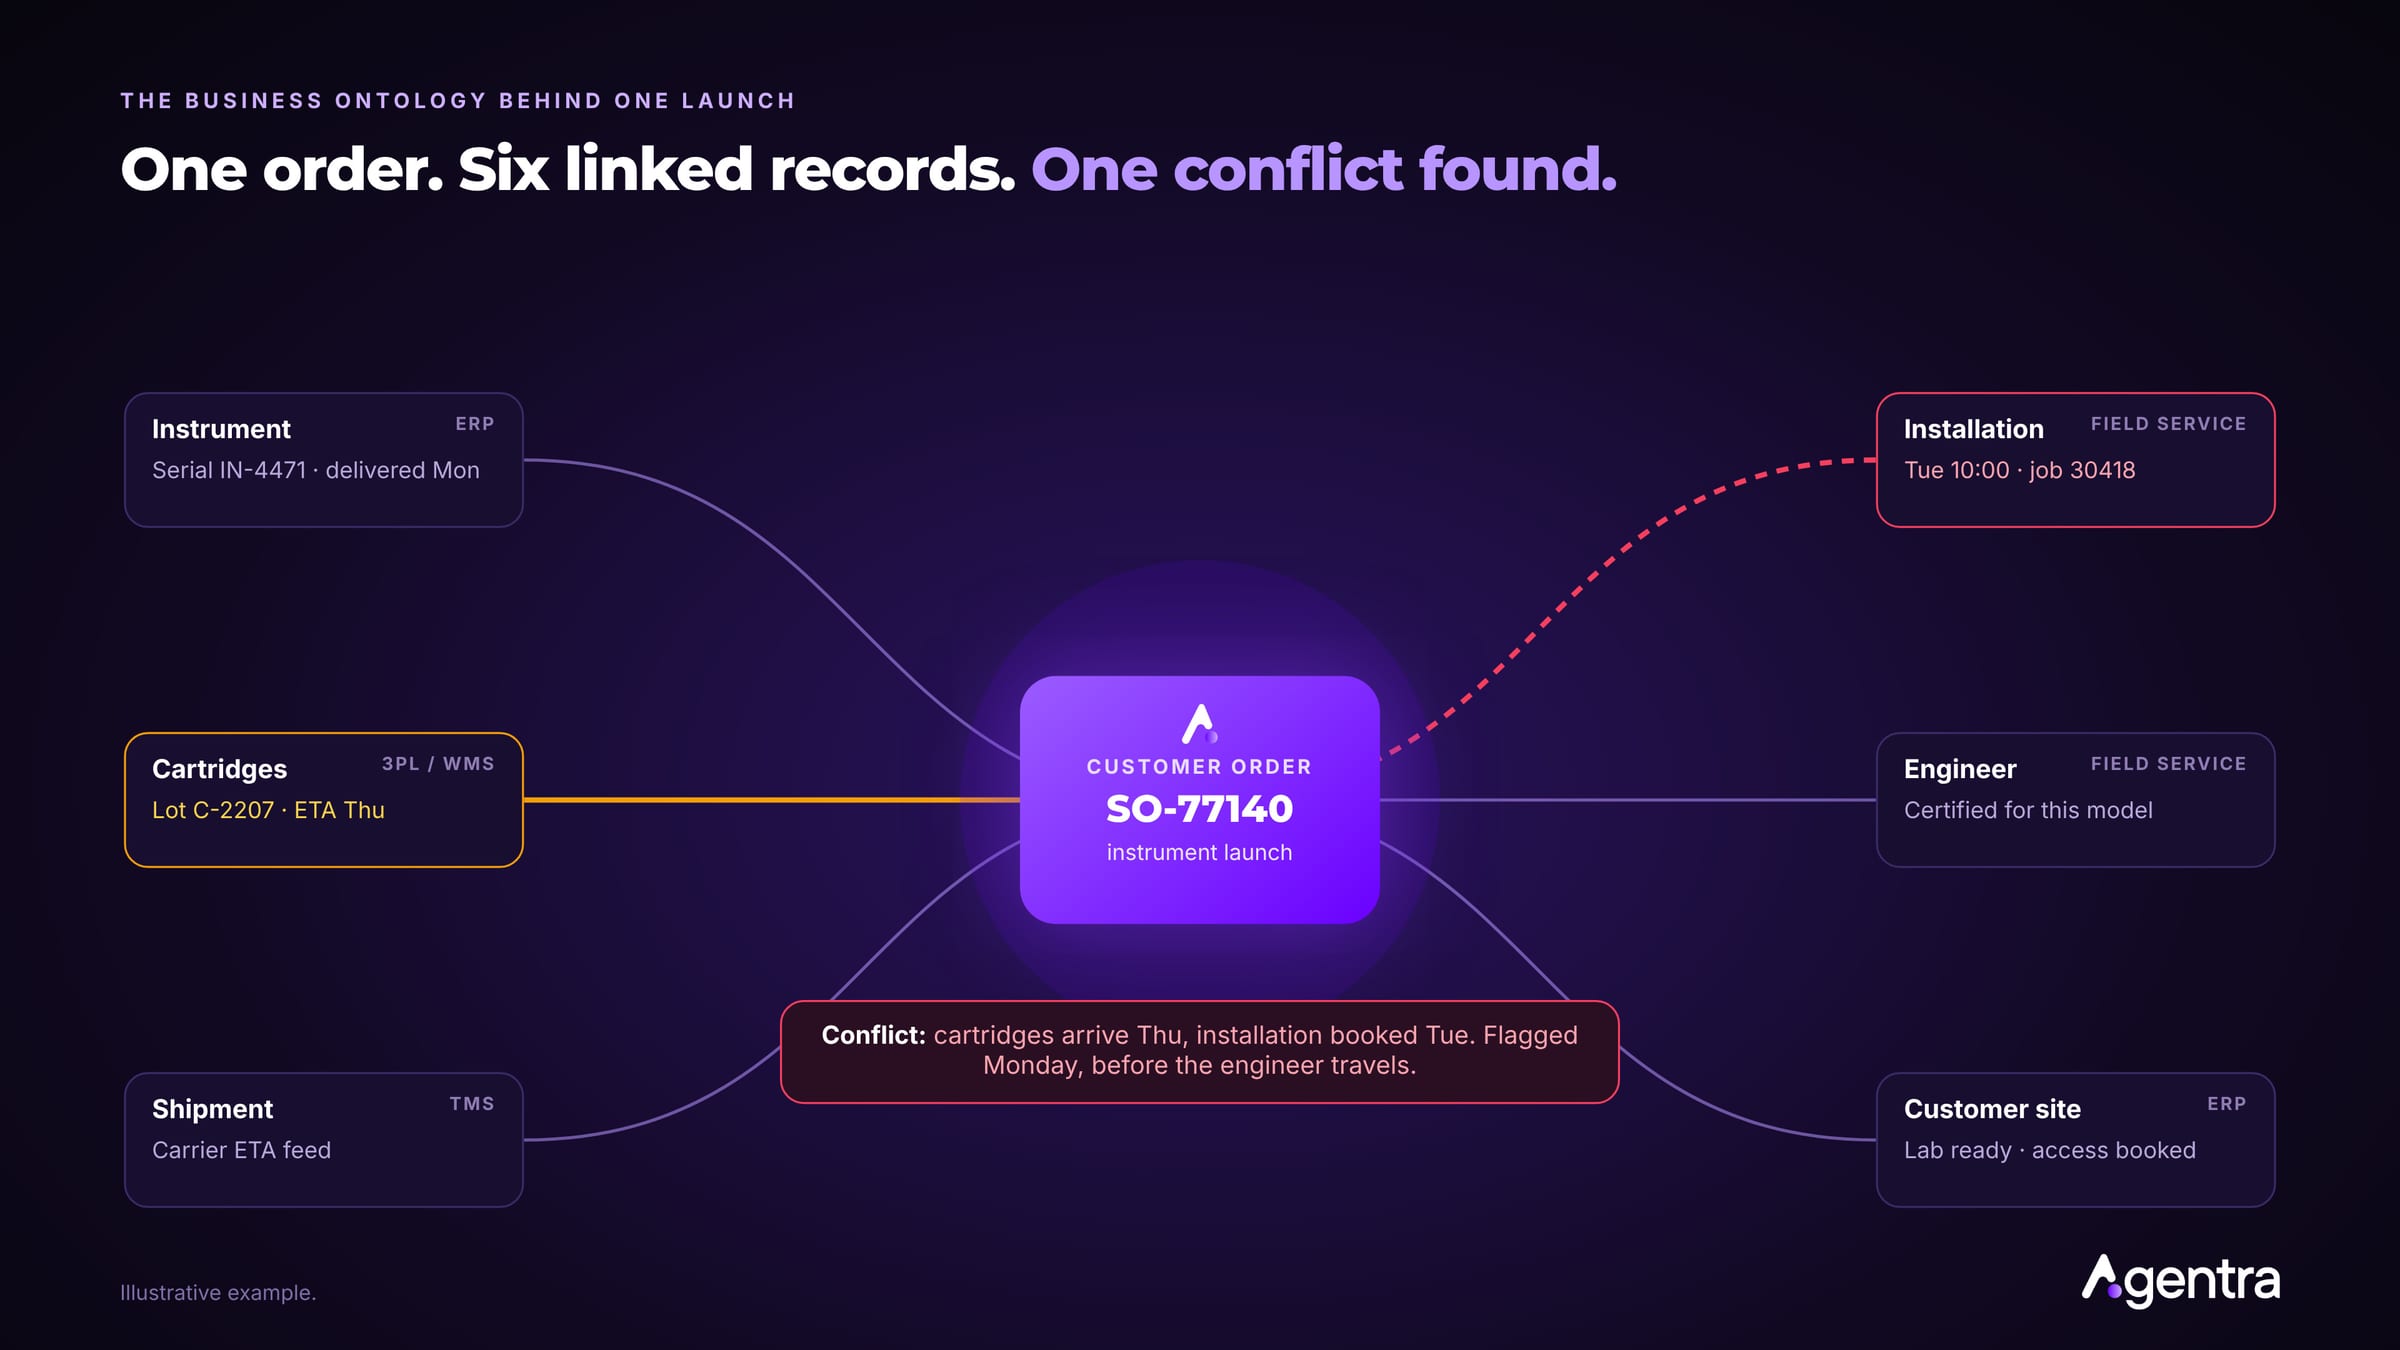 THE BUSINESS ONTOLOGY BEHIND ONE LAUNCH
One order. Six linked records. One conflict found.
Instrument
ERP
Serial IN-4471 · delivered Mon
Cartridges
3PL / WMS
Lot C-2207 · ETA Thu
Shipment
TMS
Carrier ETA feed
CUSTOMER ORDER
SO-77140
instrument launch
Conflict: cartridges arrive Thu, installation booked Tue. Flagged
Monday, before the engineer travels.
Installation
FIELD SERVICE
Tue 10:00 · job 30418
Engineer
FIELD SERVICE
Certified for this model
Customer site
ERP
Lab ready · access booked
Illustrative example.
Agentra